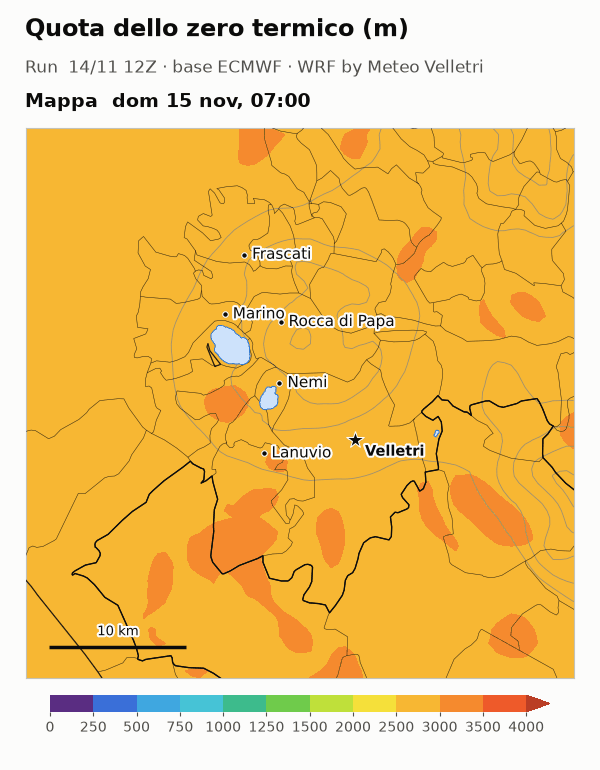 Quota dello zero termico (m)
Run 14/11 12Z · base ECMWF · WRF by Meteo Velletri
Mappa dom 15 nov, 07:00
Frascati
Marino
Rocca di Papa
Nemi
Velletri
Lanuvio
10 km
0 250 500 750 1000 1250 1500 2000 2500 3000 3500 4000